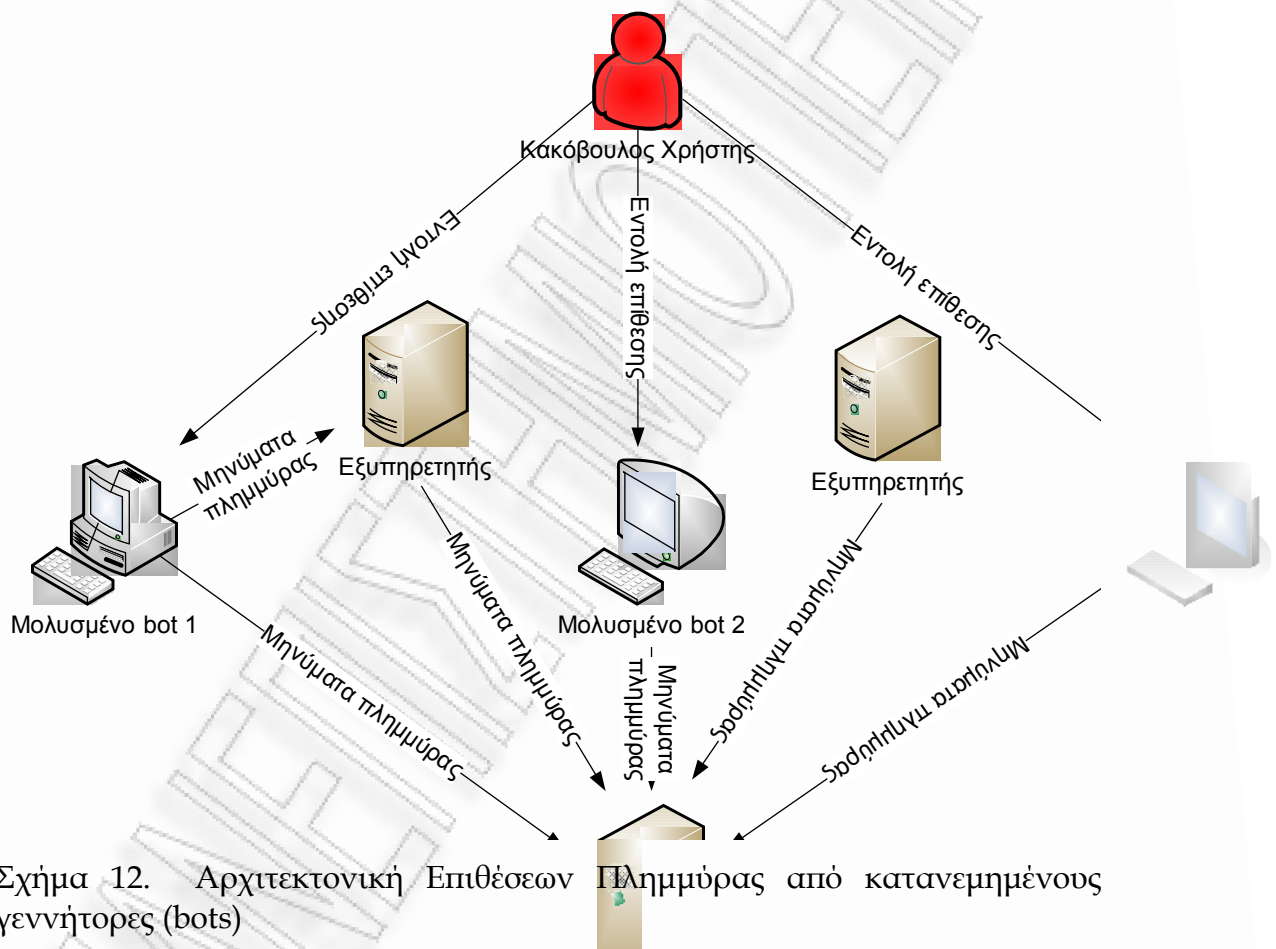 Κακόβουλος Χρήστης
Εντολή επίθεσης
Εντολή επίθεσης
Εντολή επίθεσης
Μηνύματα
πλημμύρας
Εξυπηρετητής
Εξυπηρετητής
Μολυσμένο bot 1
Μολυσμένο bot 2
Μηνύματα πλημμύρας
Μηνύματα πλημμύρας
Μηνύματα
πλημμύρας
Μηνύματα πλημμύρας
Μηνύματα πλημμύρας
Σχήμα 12. Αρχιτεκτονική Επιθέσεων Πλημμύρας από κατανεμημένους
γεννήτορες (bots)